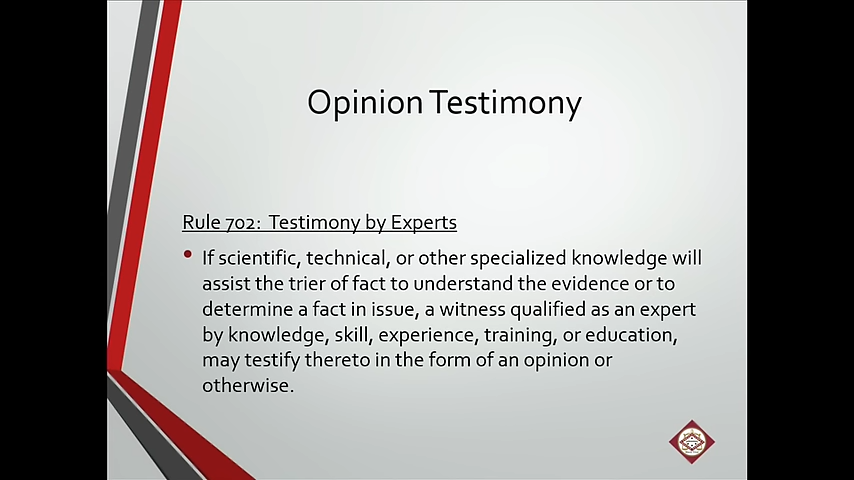 Opinion Testimony
Rule 702: Testimony by Experts
• If scientific, technical, or other specialized knowledge will
assist the trier of fact to understand the evidence or to
determine a fact in issue, a witness qualified as an expert
by knowledge, skill, experience, training, or education,
may testify thereto in the form of an opinion or
otherwise.